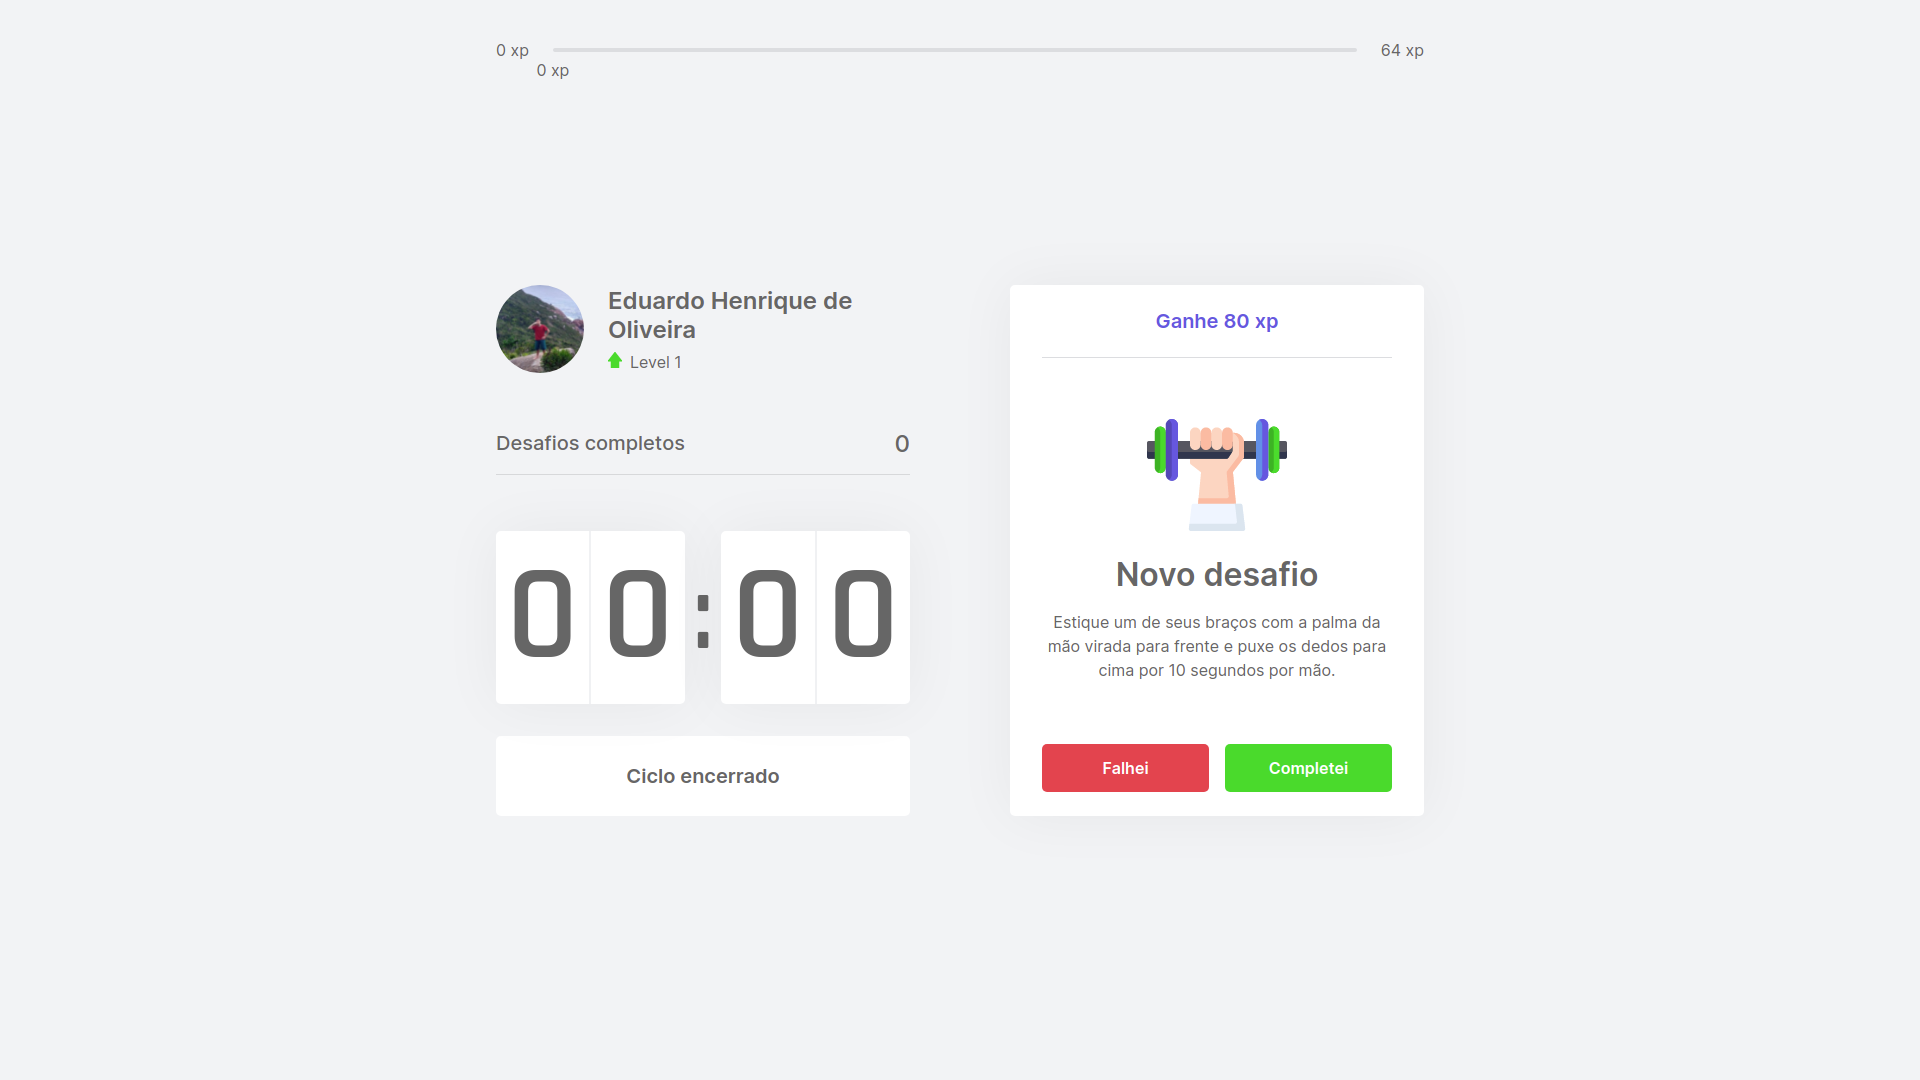 0 xp
64 xp
0 xp
Eduardo Henrique de
Oliveira
Level 1
Desafios completos
0
00:00
Ciclo encerrado
Ganhe 80 xp
Novo desafio
Estique um de seus braços com a palma da
mão virada para frente e puxe os dedos para
cima por 10 segundos por mão.
Falhei
Completei